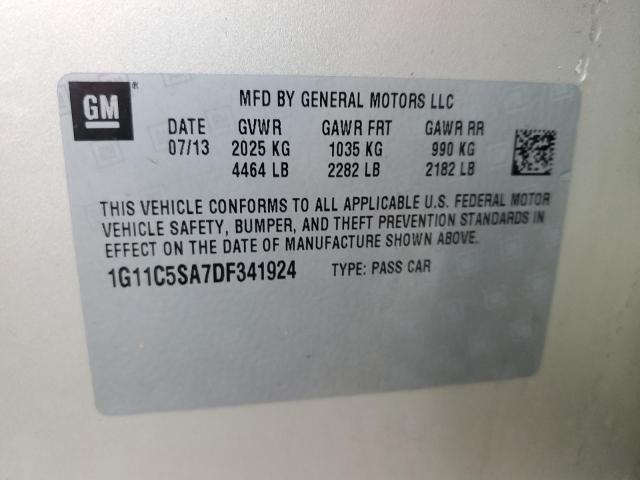 GM ®
MFD BY GENERAL MOTORS LLC
DATE GVWR GAWR FRT GAWR RR
07/13 2025 KG 1035 KG 990 KG
4464 LB 2282 LB 2182 LB
THIS VEHICLE CONFORMS TO ALL APPLICABLE U.S. FEDERAL MOTOR
VEHICLE SAFETY, BUMPER, AND THEFT PREVENTION STANDARDS IN
EFFECT ON THE DATE OF MANUFACTURE SHOWN ABOVE.
1G11C5SA7DF341924 TYPE: PASS CAR